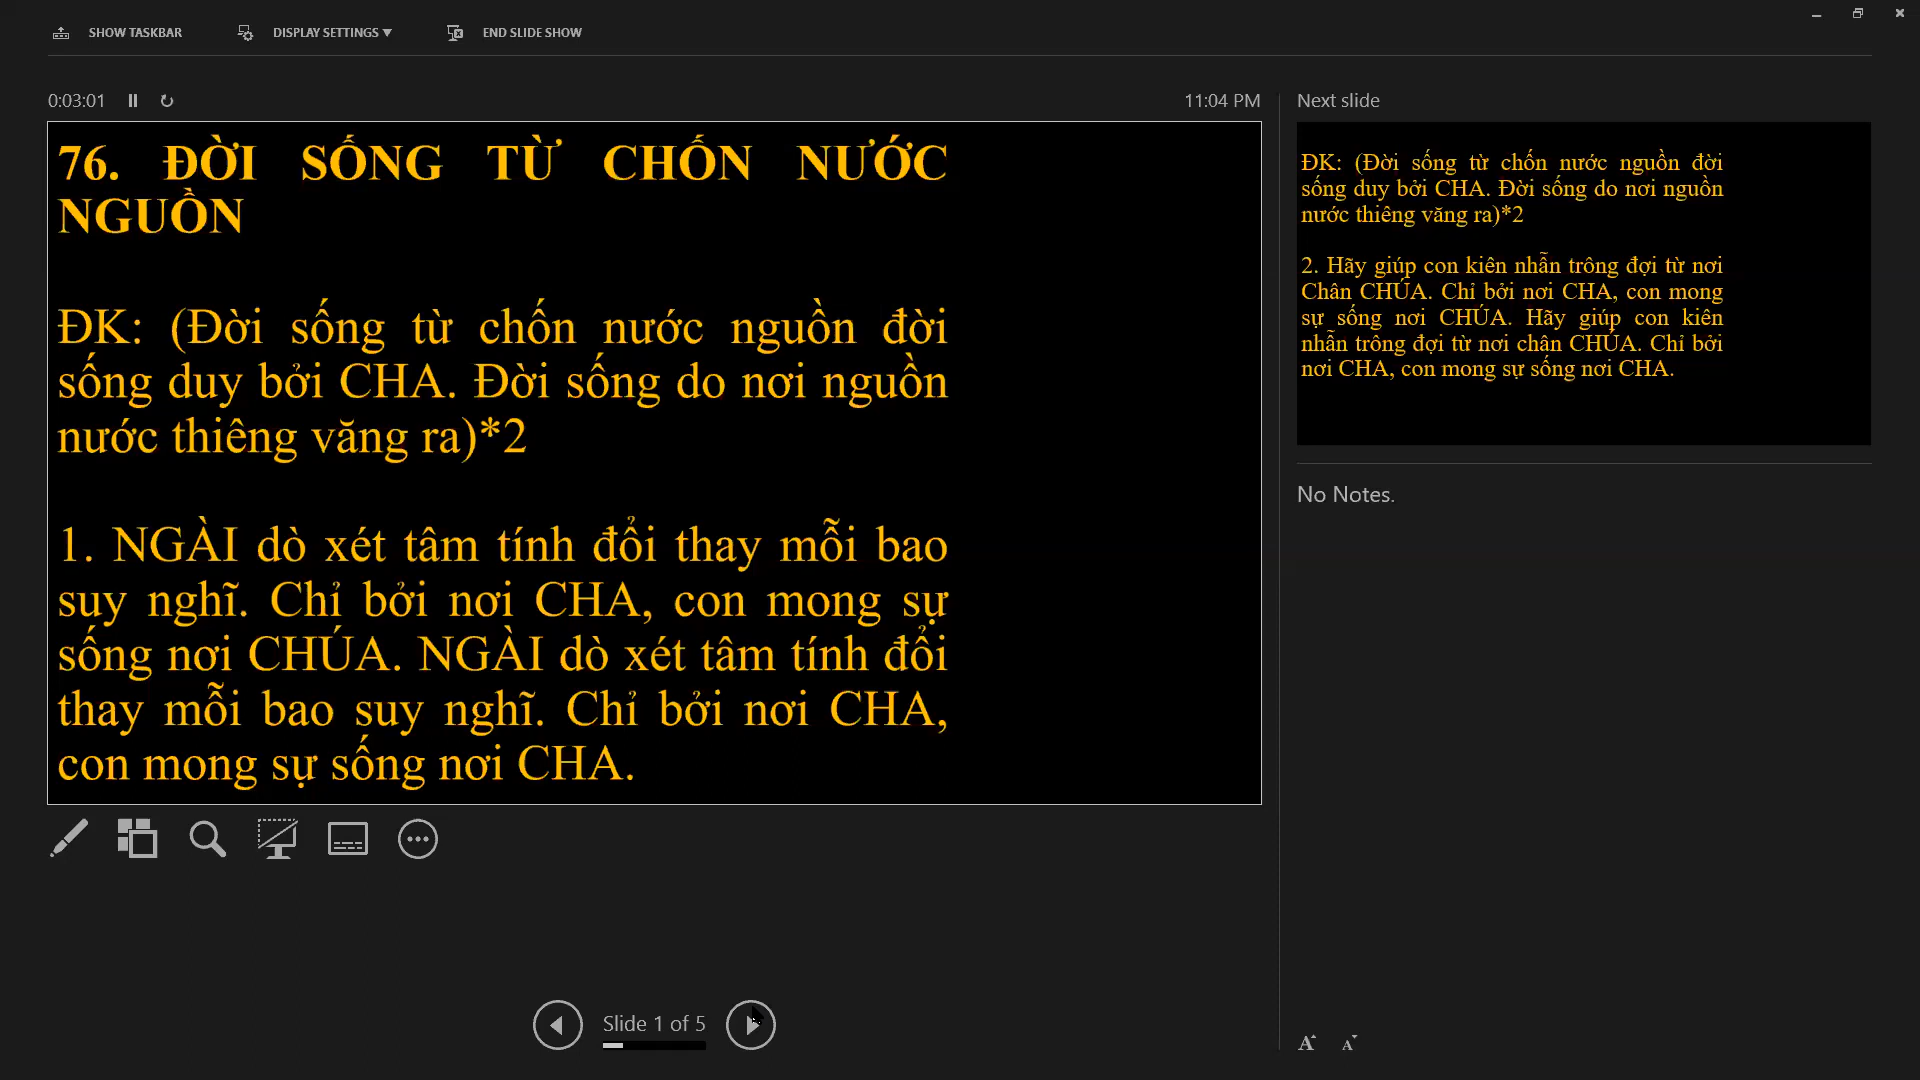 SHOW TASKBAR
DISPLAY SETTINGS ▼
END SLIDE SHOW
0:03:01
11:04 PM
76. ĐỜI SỐNG TỪ CHỐN NƯỚC
NGUỒN
ĐK: (Đời sống từ chốn nước nguồn đời
sống duy bởi CHA. Đời sống do nơi nguồn
nước thiêng văng ra)*2
1. NGÀI dò xét tâm tính đổi thay mỗi bao
suy nghĩ. Chỉ bởi nơi CHA, con mong sự
sống nơi CHÚA. NGÀI dò xét tâm tính đổi
thay mỗi bao suy nghĩ. Chỉ bởi nơi CHA,
con mong sự sống nơi CHA.
Slide 1 of 5
Next slide
ĐK: (Đời sống từ chốn nước nguồn đời
sống duy bởi CHA. Đời sống do nơi nguồn
nước thiêng văng ra)*2
2. Hãy giúp con kiên nhẫn trông đợi từ nơi
Chân CHÚA. Chỉ bởi nơi CHA, con mong
sự sống nơi CHÚA. Hãy giúp con kiên
nhẫn trông đợi từ nơi chân CHÚA. Chỉ bởi
nơi CHA, con mong sự sống nơi CHA.
No Notes.
A A